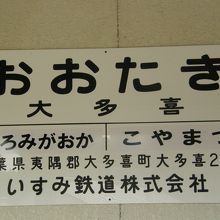 おおたき
大多喜
ろみがおか こやまつ
葉県夷隅郡大多喜町大多喜2
いすみ鉄道株式会社